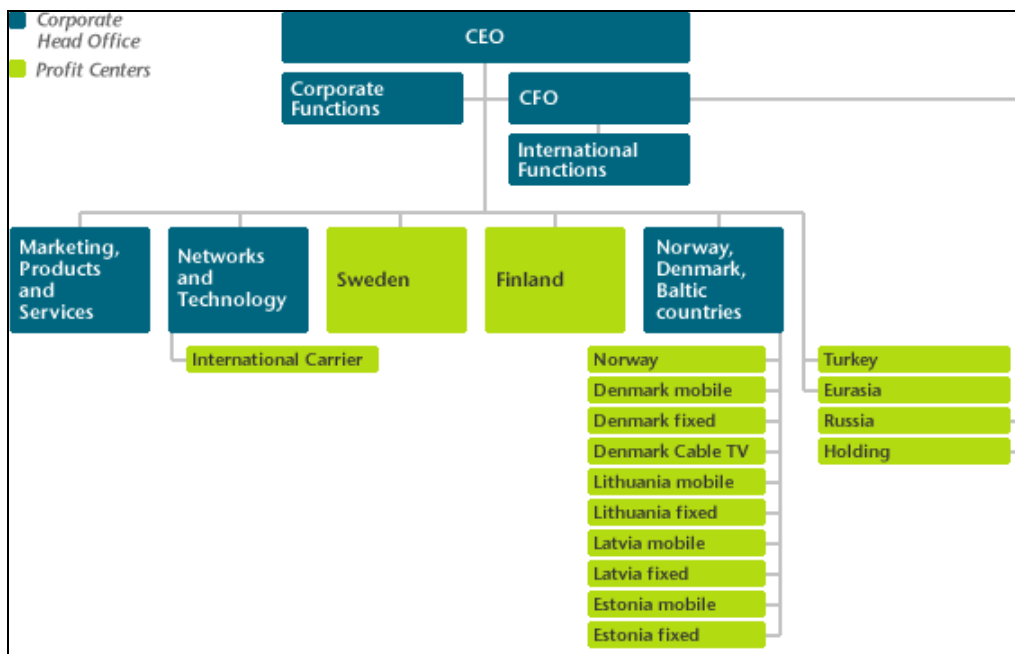 Corporate
Head Office
Profit Centers
CEO
Corporate
Functions
CFO
International
Functions
Marketing,
Products
and
Services
Networks
and
Technology
Sweden
Finland
Norway,
Denmark,
Baltic
countries
International Carrier
Norway
Denmark mobile
Denmark fixed
Denmark Cable TV
Lithuania mobile
Lithuania fixed
Latvia mobile
Latvia fixed
Estonia mobile
Estonia fixed
Turkey
Eurasia
Russia
Holding